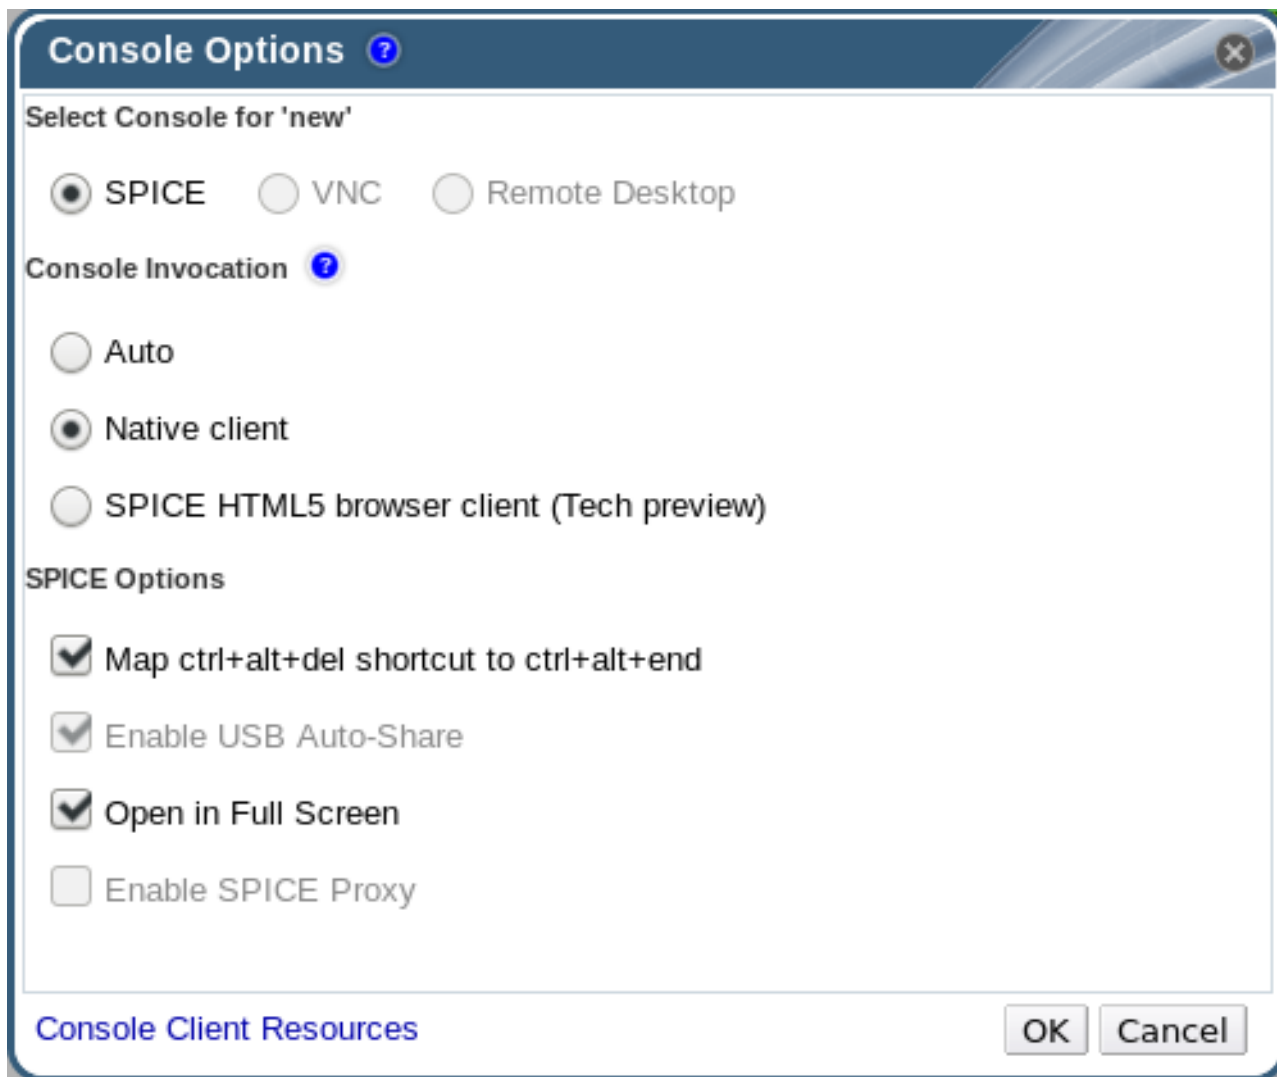 Console Options ?
Select Console for 'new'
SPICE VNC Remote Desktop
Console Invocation ?
Auto
Native client
SPICE HTML5 browser client (Tech preview)
SPICE Options
Map ctrl+alt+del shortcut to ctrl+alt+end
Enable USB Auto-Share
Open in Full Screen
Enable SPICE Proxy
Console Client Resources OK Cancel